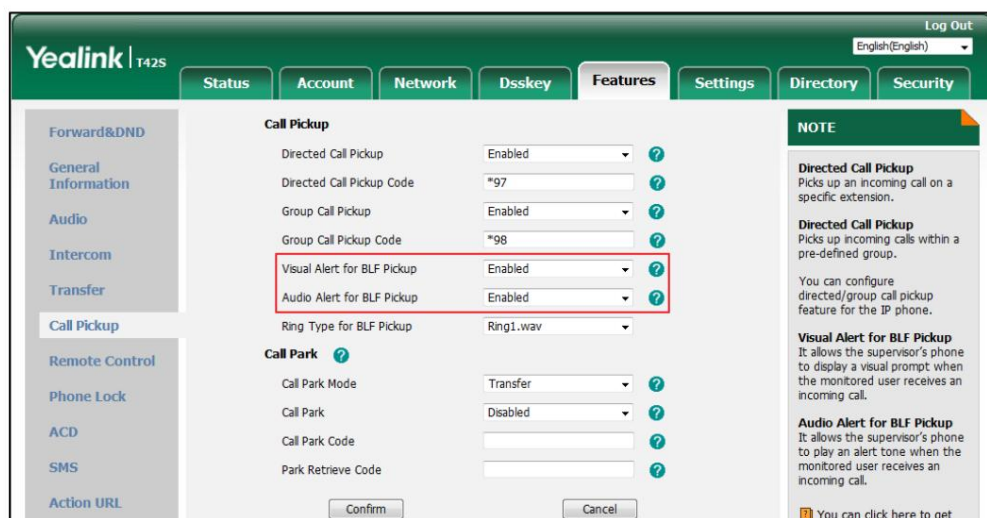 Log Out
English(English)
Yealink T42S
Status Account Network Dsskey Features Settings Directory Security
Forward&DND
General
Information
Audio
Intercom
Transfer
Call Pickup
Remote Control
Phone Lock
ACD
SMS
Action URL
Call Pickup
Directed Call Pickup Enabled ?
Directed Call Pickup Code *97 ?
Group Call Pickup Enabled ?
Group Call Pickup Code *98 ?
Visual Alert for BLF Pickup Enabled ?
Audio Alert for BLF Pickup Enabled ?
Ring Type for BLF Pickup Ring1.wav
Call Park ?
Call Park Mode Transfer ?
Call Park Disabled ?
Call Park Code ?
Park Retrieve Code ?
Confirm Cancel
NOTE
Directed Call Pickup
Picks up an incoming call on a
specific extension.
Directed Call Pickup
Picks up incoming calls within a
pre-defined group.
You can configure
directed/group call pickup
feature for the IP phone.
Visual Alert for BLF Pickup
It allows the supervisor's phone
to display a visual prompt when
the monitored user receives an
incoming call.
Audio Alert for BLF Pickup
It allows the supervisor's phone
to play an alert tone when the
monitored user receives an
incoming call.
? You can click here to get